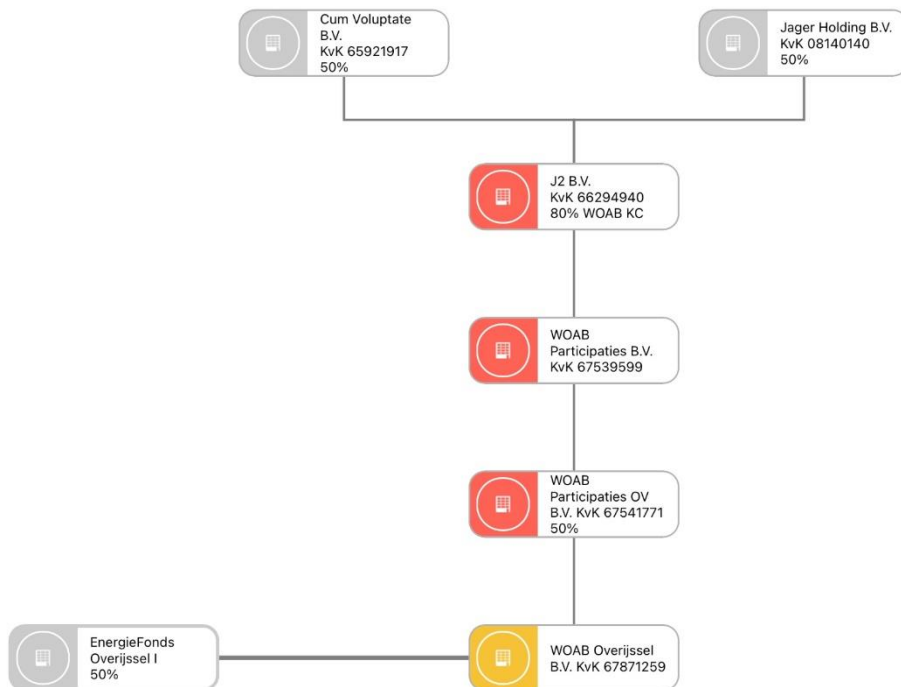 Cum Voluptate
B.V.
KvK 65921917
50%
Jager Holding B.V.
KvK 08140140
50%
J2 B.V.
KvK 66294940
80% WOAB KC
WOAB
Participaties B.V.
KvK 67539599
WOAB
Participaties OV
B.V. KvK 67541771
50%
EnergieFonds
Overijssel I
50%
WOAB Overijssel
B.V. KvK 67871259